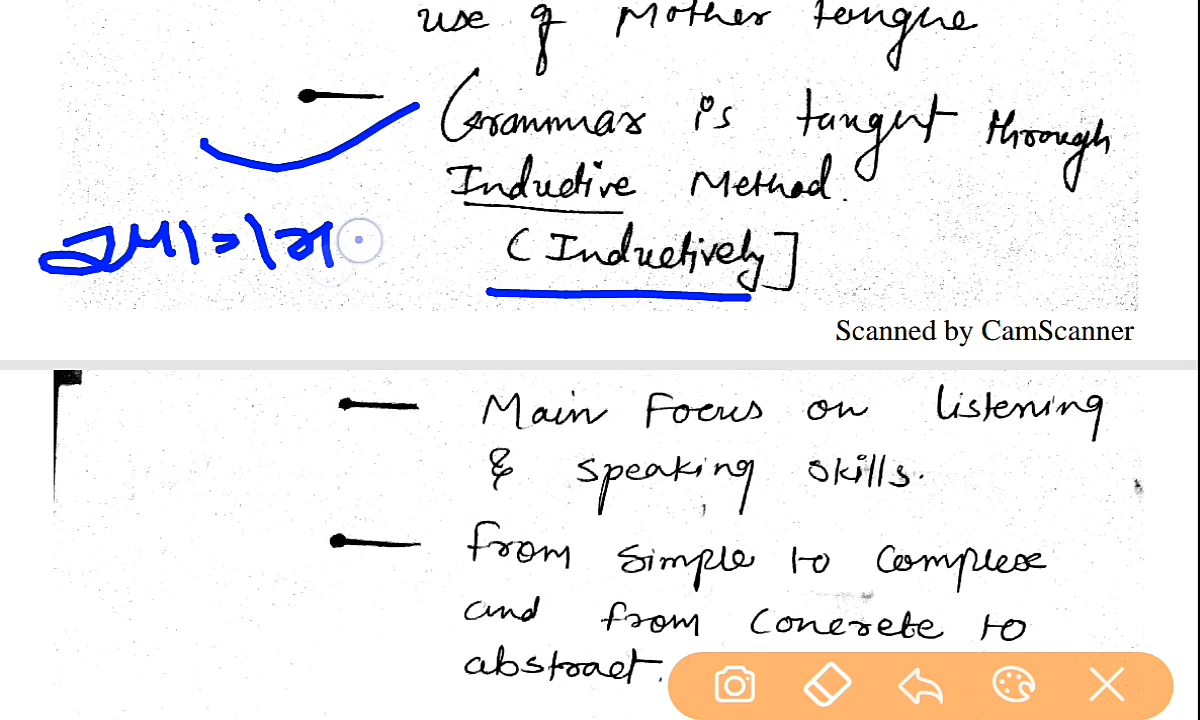 use of Mother tongue
Grammar is taught through
Inductive Method.
(Inductively]
Scanned by CamScanner
Main Focus on listening
& speaking skills.
from simple to complex
and from concrete to
abstract.